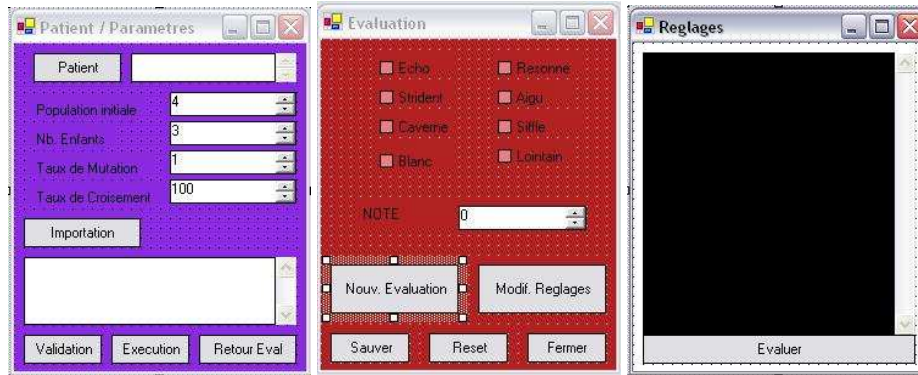 Patient / Parametres
Patient
Population initiale 4
Nb. Enfants 3
Taux de Mutation 1
Taux de Croisement 100
Importation
Validation Execution Retour Eval
Evaluation
Echo Resonne
Strident Aigu
Caverne Siffle
Blanc Lointain
NOTE 0
Nouv. Evaluation Modif. Reglages
Sauver Reset Fermer
Reglages
Evaluer